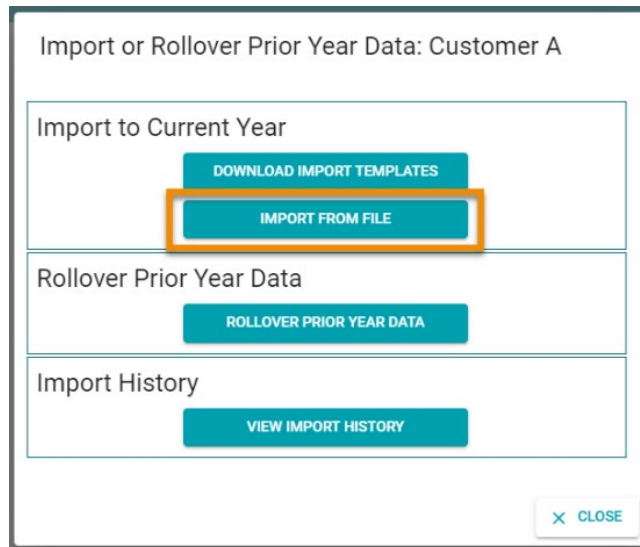 Import or Rollover Prior Year Data: Customer A
Import to Current Year
DOWNLOAD IMPORT TEMPLATES
IMPORT FROM FILE
Rollover Prior Year Data
ROLLOVER PRIOR YEAR DATA
Import History
VIEW IMPORT HISTORY
CLOSE